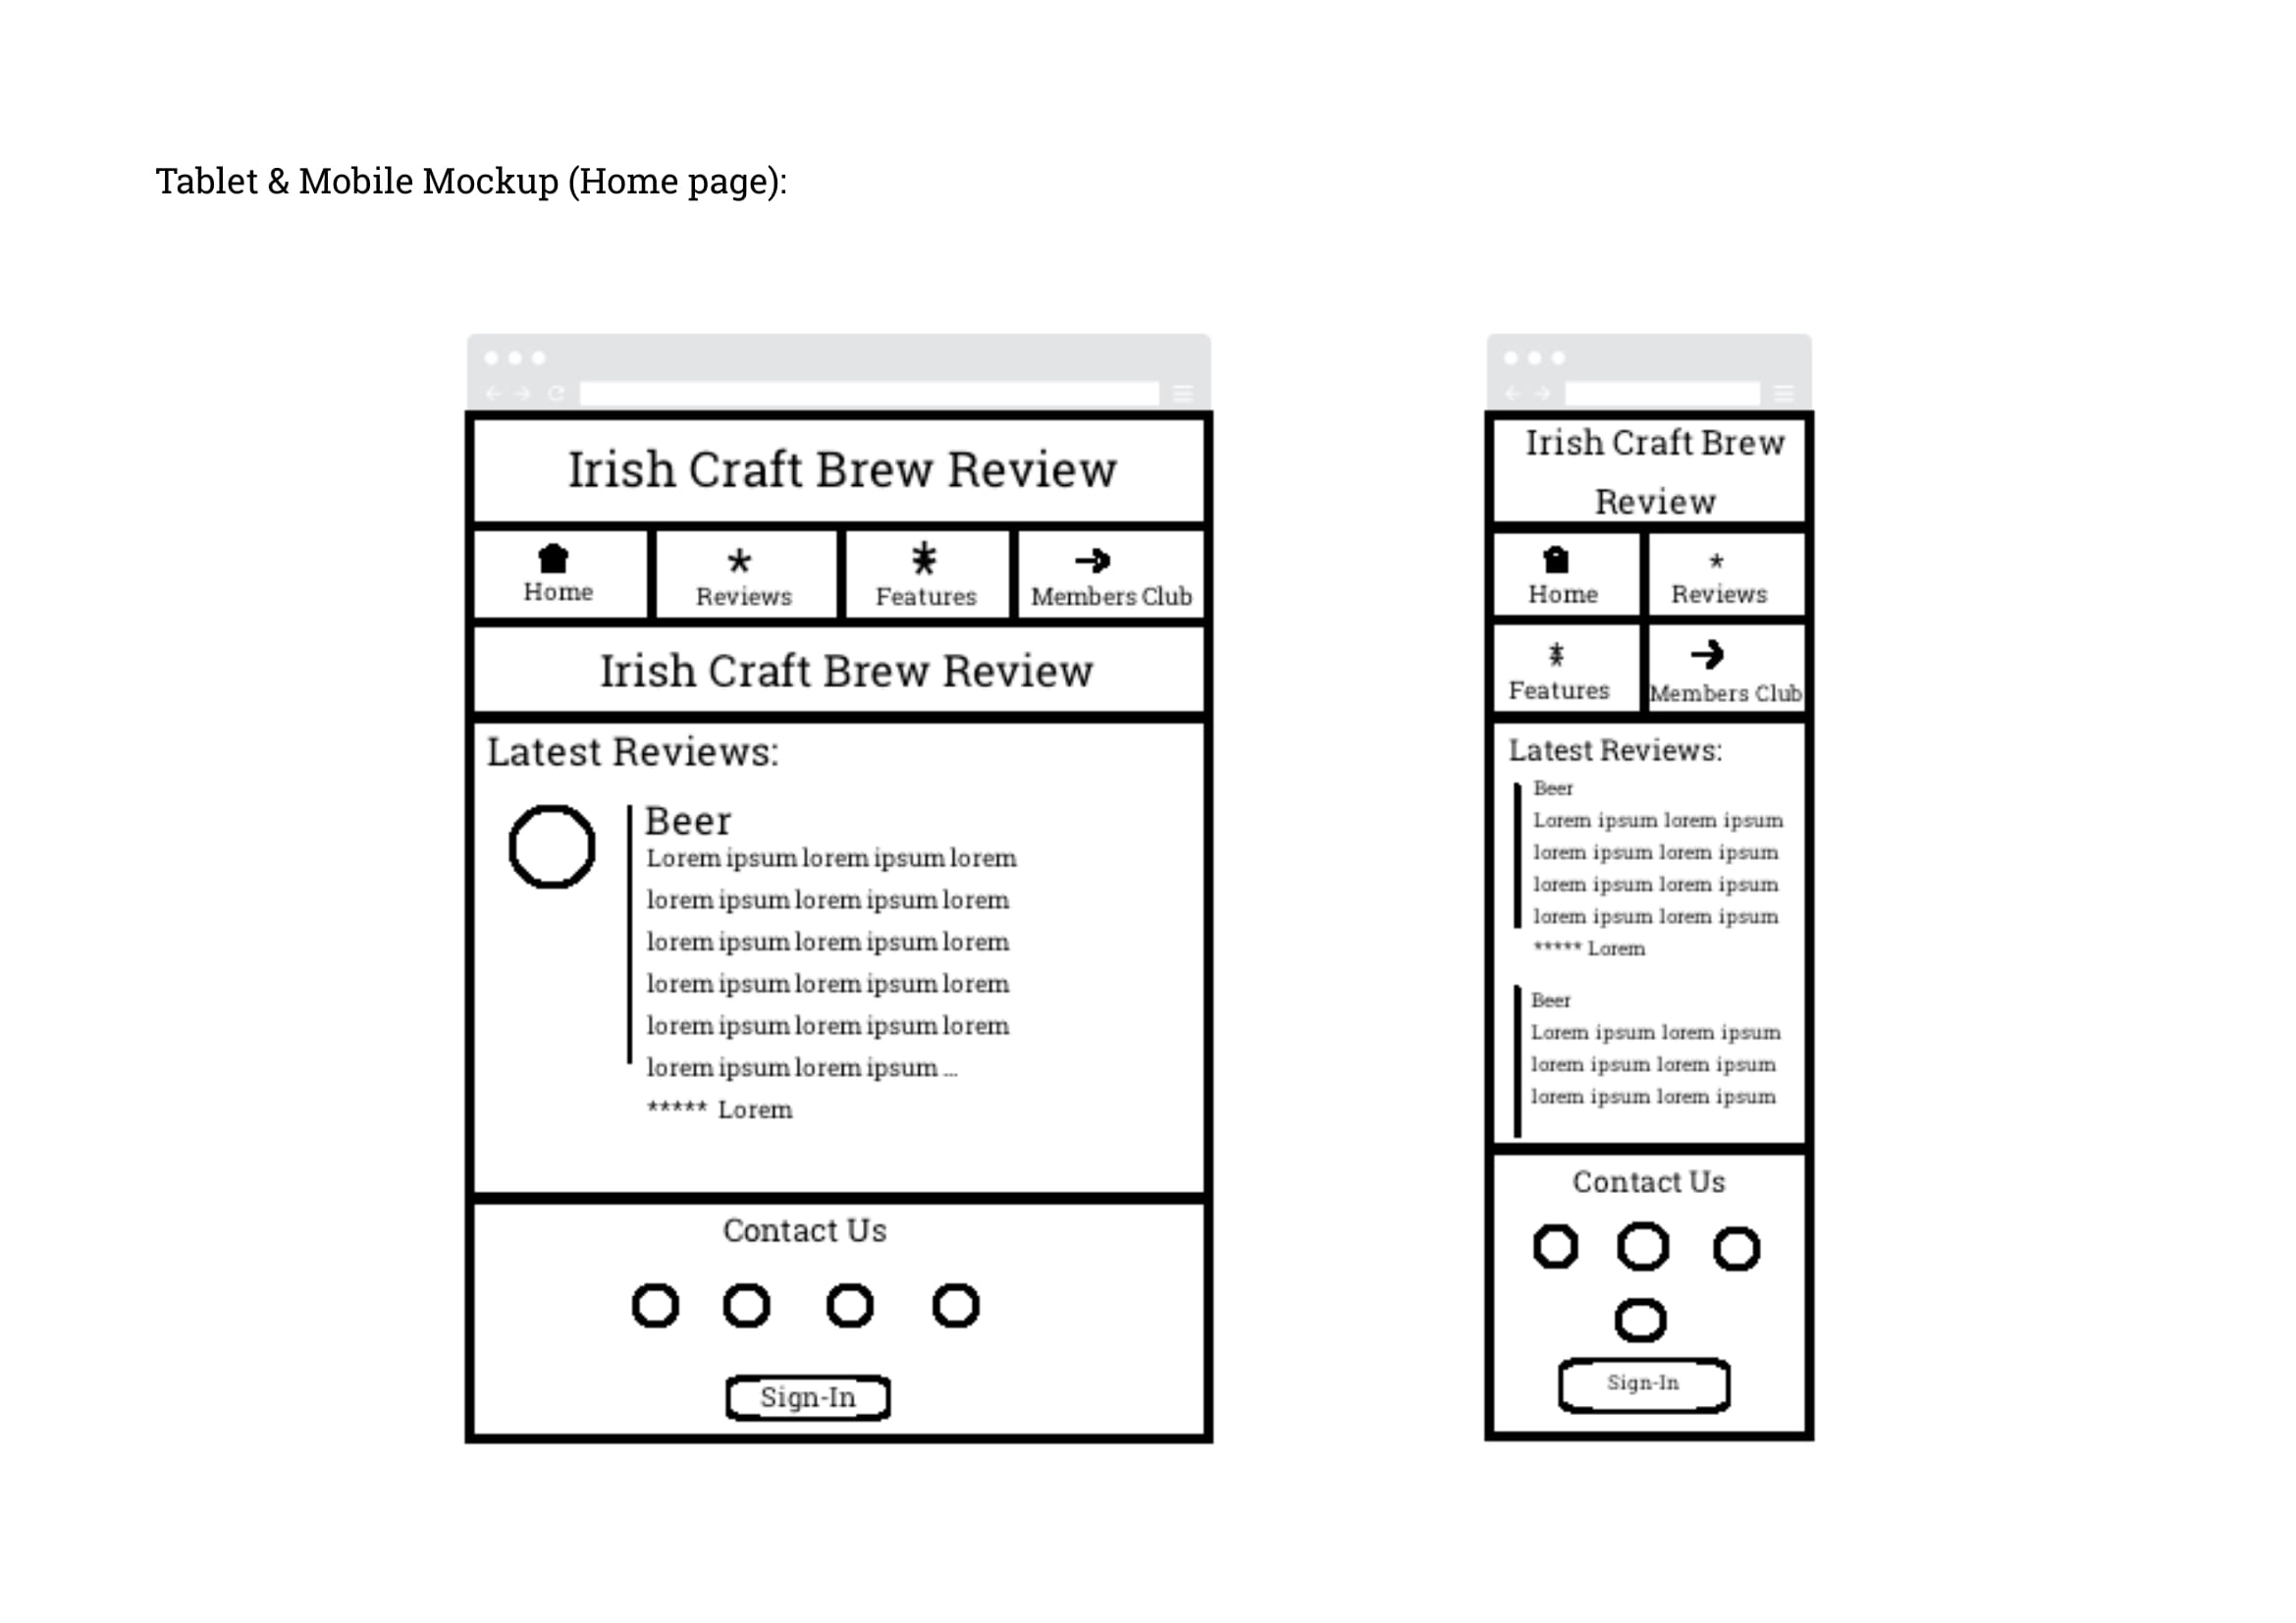 Tablet & Mobile Mockup (Home page):
Irish Craft Brew Review
Home
Reviews
Features
Members Club
Irish Craft Brew Review
Latest Reviews:
Beer
Lorem ipsum lorem ipsum lorem
lorem ipsum lorem ipsum lorem
lorem ipsum lorem ipsum lorem
lorem ipsum lorem ipsum lorem
lorem ipsum lorem ipsum lorem
lorem ipsum lorem ipsum ...
***** Lorem
Contact Us
Sign-In
Irish Craft Brew
Review
Home
Reviews
Features
Members Club
Latest Reviews:
Beer
Lorem ipsum lorem ipsum
lorem ipsum lorem ipsum
lorem ipsum lorem ipsum
lorem ipsum lorem ipsum
***** Lorem
Beer
Lorem ipsum lorem ipsum
lorem ipsum lorem ipsum
lorem ipsum lorem ipsum
Contact Us
Sign-In